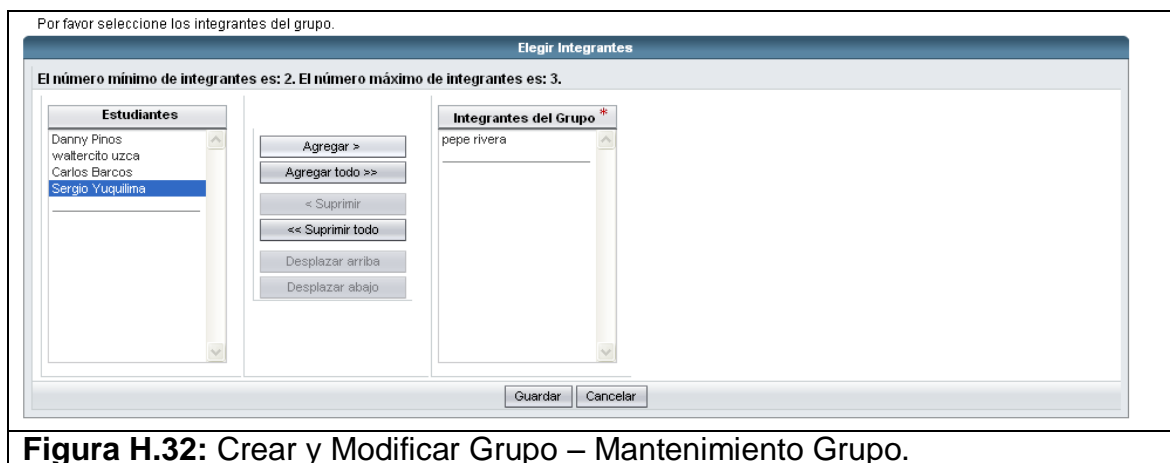 Por favor seleccione los integrantes del grupo.
Elegir Integrantes
El número mínimo de integrantes es: 2. El número máximo de integrantes es: 3.
Estudiantes
Danny Pinos
waltercito uzca
Carlos Barcos
Sergio Yuquilima
Agregar >
Agregar todo >>
< Suprimir
<< Suprimir todo
Desplazar arriba
Desplazar abajo
Integrantes del Grupo *
pepe rivera
Guardar Cancelar
Figura H.32: Crear y Modificar Grupo – Mantenimiento Grupo.